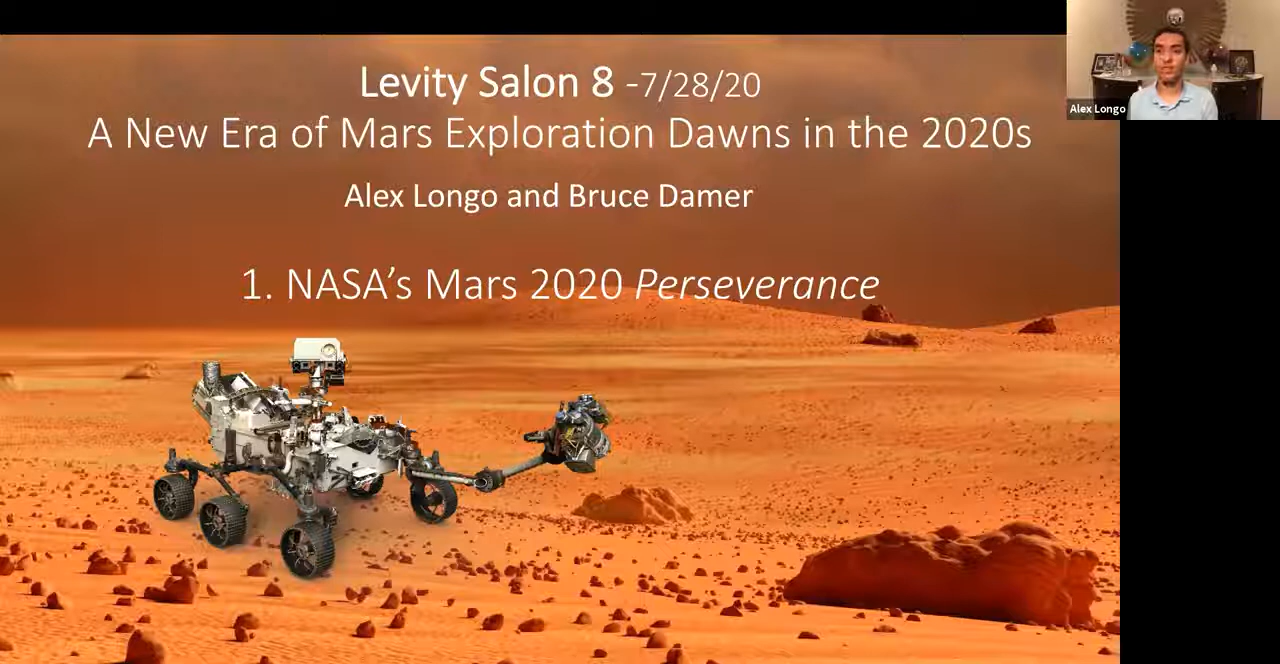 Levity Salon 8 -7/28/20
A New Era of Mars Exploration Dawns in the 2020s
Alex Longo and Bruce Damer
1. NASA's Mars 2020 Perseverance
Alex Longo